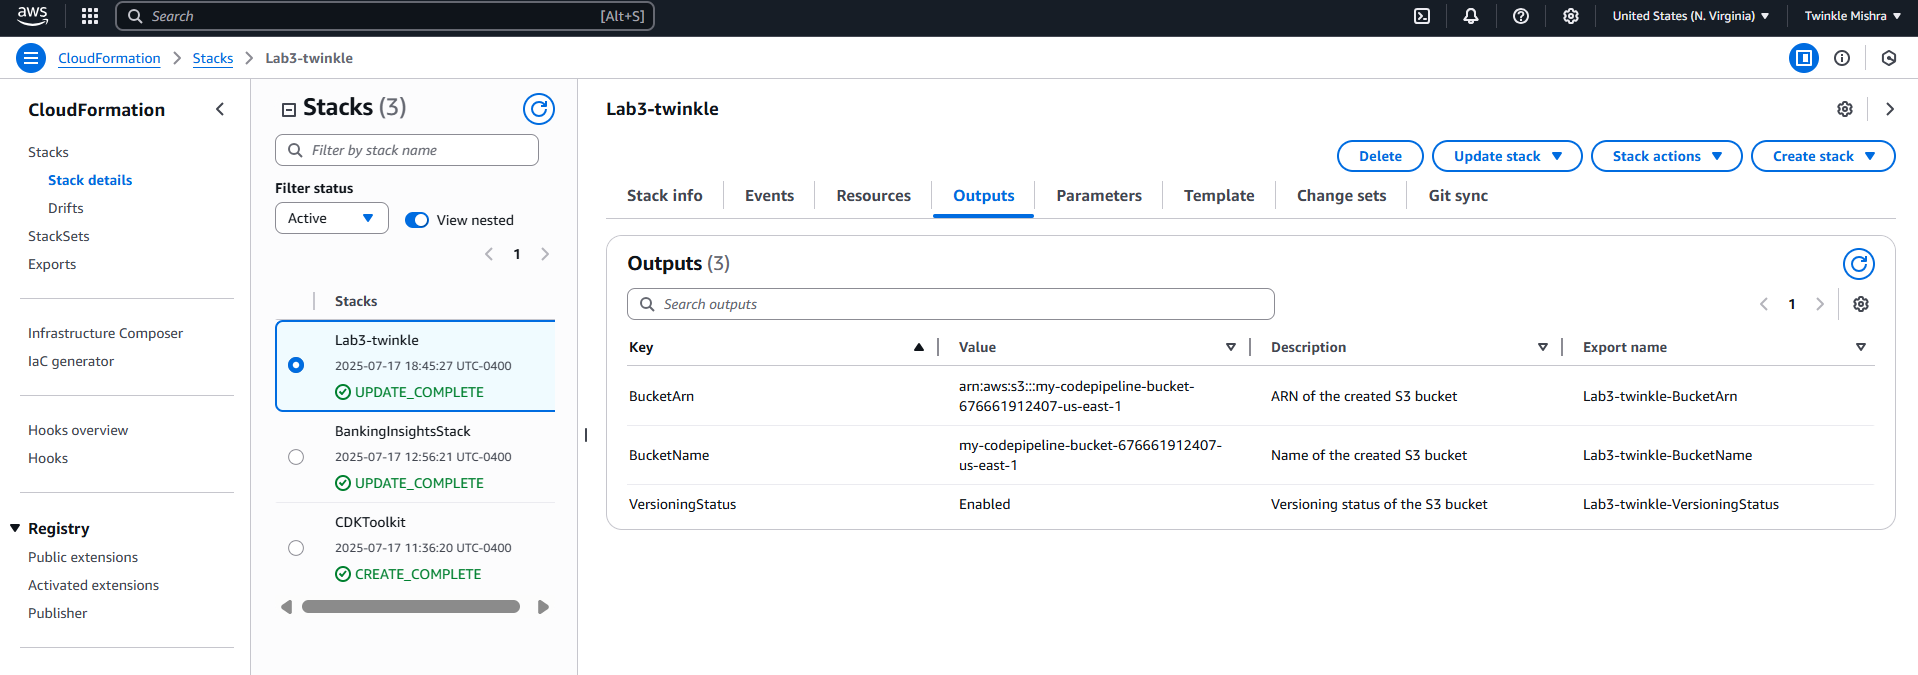 aws
Search [Alt+S]
United States (N. Virginia)
Twinkle Mishra
CloudFormation
Stacks
Lab3-twinkle
CloudFormation
Stacks
Stack details
Drifts
StackSets
Exports
Infrastructure Composer
IaC generator
Hooks overview
Hooks
Registry
Public extensions
Activated extensions
Publisher
Stacks (3)
Filter by stack name
Filter status
Active
View nested
1
Stacks
Lab3-twinkle
2025-07-17 18:45:27 UTC-0400
UPDATE_COMPLETE
BankingInsightsStack
2025-07-17 12:56:21 UTC-0400
UPDATE_COMPLETE
CDKToolkit
2025-07-17 11:36:20 UTC-0400
CREATE_COMPLETE
Lab3-twinkle
Delete
Update stack
Stack actions
Create stack
Stack info
Events
Resources
Outputs
Parameters
Template
Change sets
Git sync
Outputs (3)
Search outputs
1
Key
Value
Description
Export name
BucketArn
arn:aws:s3:::my-codepipeline-bucket-
676661912407-us-east-1
ARN of the created S3 bucket
Lab3-twinkle-BucketArn
BucketName
my-codepipeline-bucket-676661912407-
us-east-1
Name of the created S3 bucket
Lab3-twinkle-BucketName
VersioningStatus
Enabled
Versioning status of the S3 bucket
Lab3-twinkle-VersioningStatus